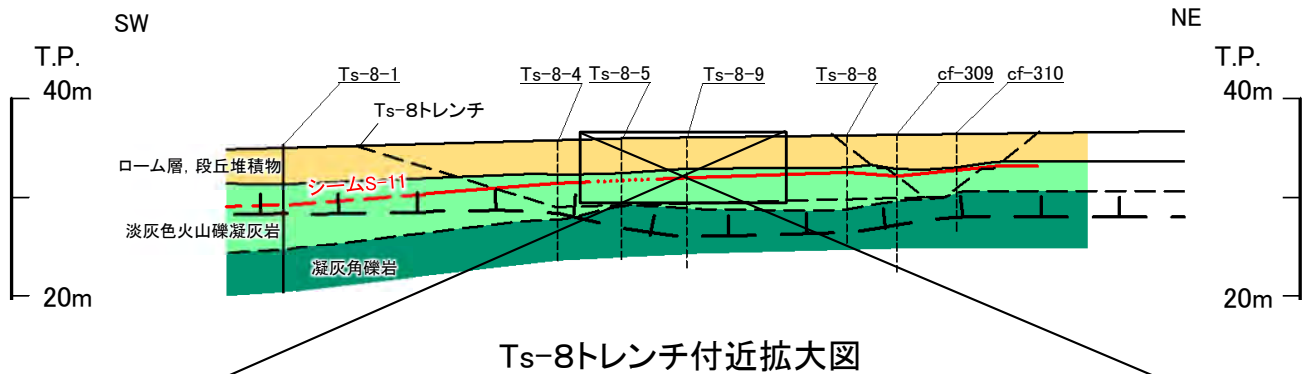 SW
NE
T.P.
T.P.
40m
40m
Ts-8-1
Ts-8-4
Ts-8-5
Ts-8-9
Ts-8-8
cf-309
cf-310
Ts-8トレンチ
ローム層，段丘堆積物
シームS-11
淡灰色火山礫凝灰岩
凝灰角礫岩
20m
20m
Ts-8トレンチ付近拡大図